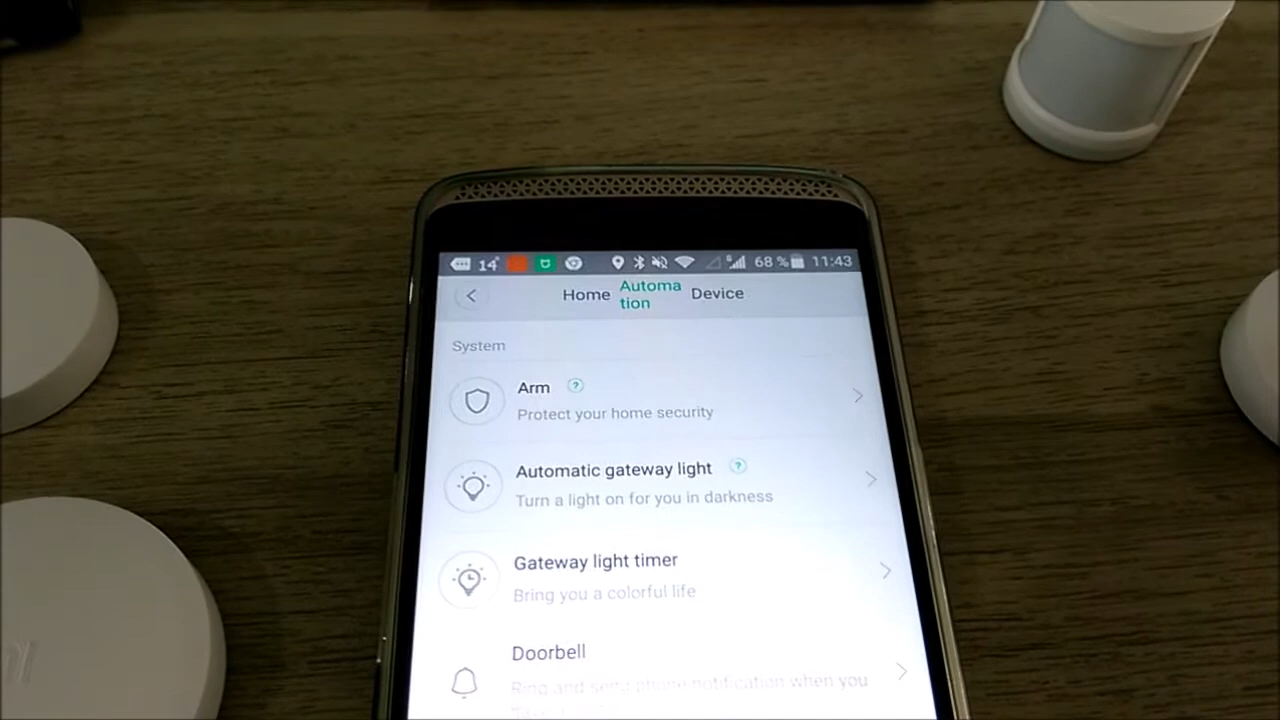 14° 68 % 11:43
Home Automa
tion Device
System
Arm ?
Protect your home security
Automatic gateway light ?
Turn a light on for you in darkness
Gateway light timer
Bring you a colorful life
Doorbell
Ring and send phone notification when you